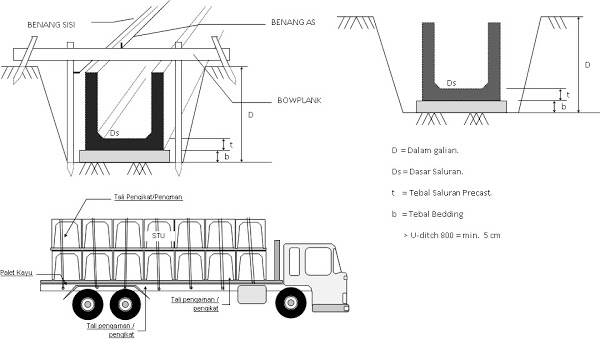 BENANG SISI
BENANG AS
BOWPLANK
Ds
D
t
b
Ds
D
t
b
D = Dalam galian.
Ds = Dasar Saluran.
t = Tebal Saluran Precast.
b = Tebal Bedding
> U-ditch 800 = min. 5 cm
Tali Pengikat/Pengman
STU
Palet Kayu
Tali pengaman /
pengikat
Tali pengaman /
pengikat